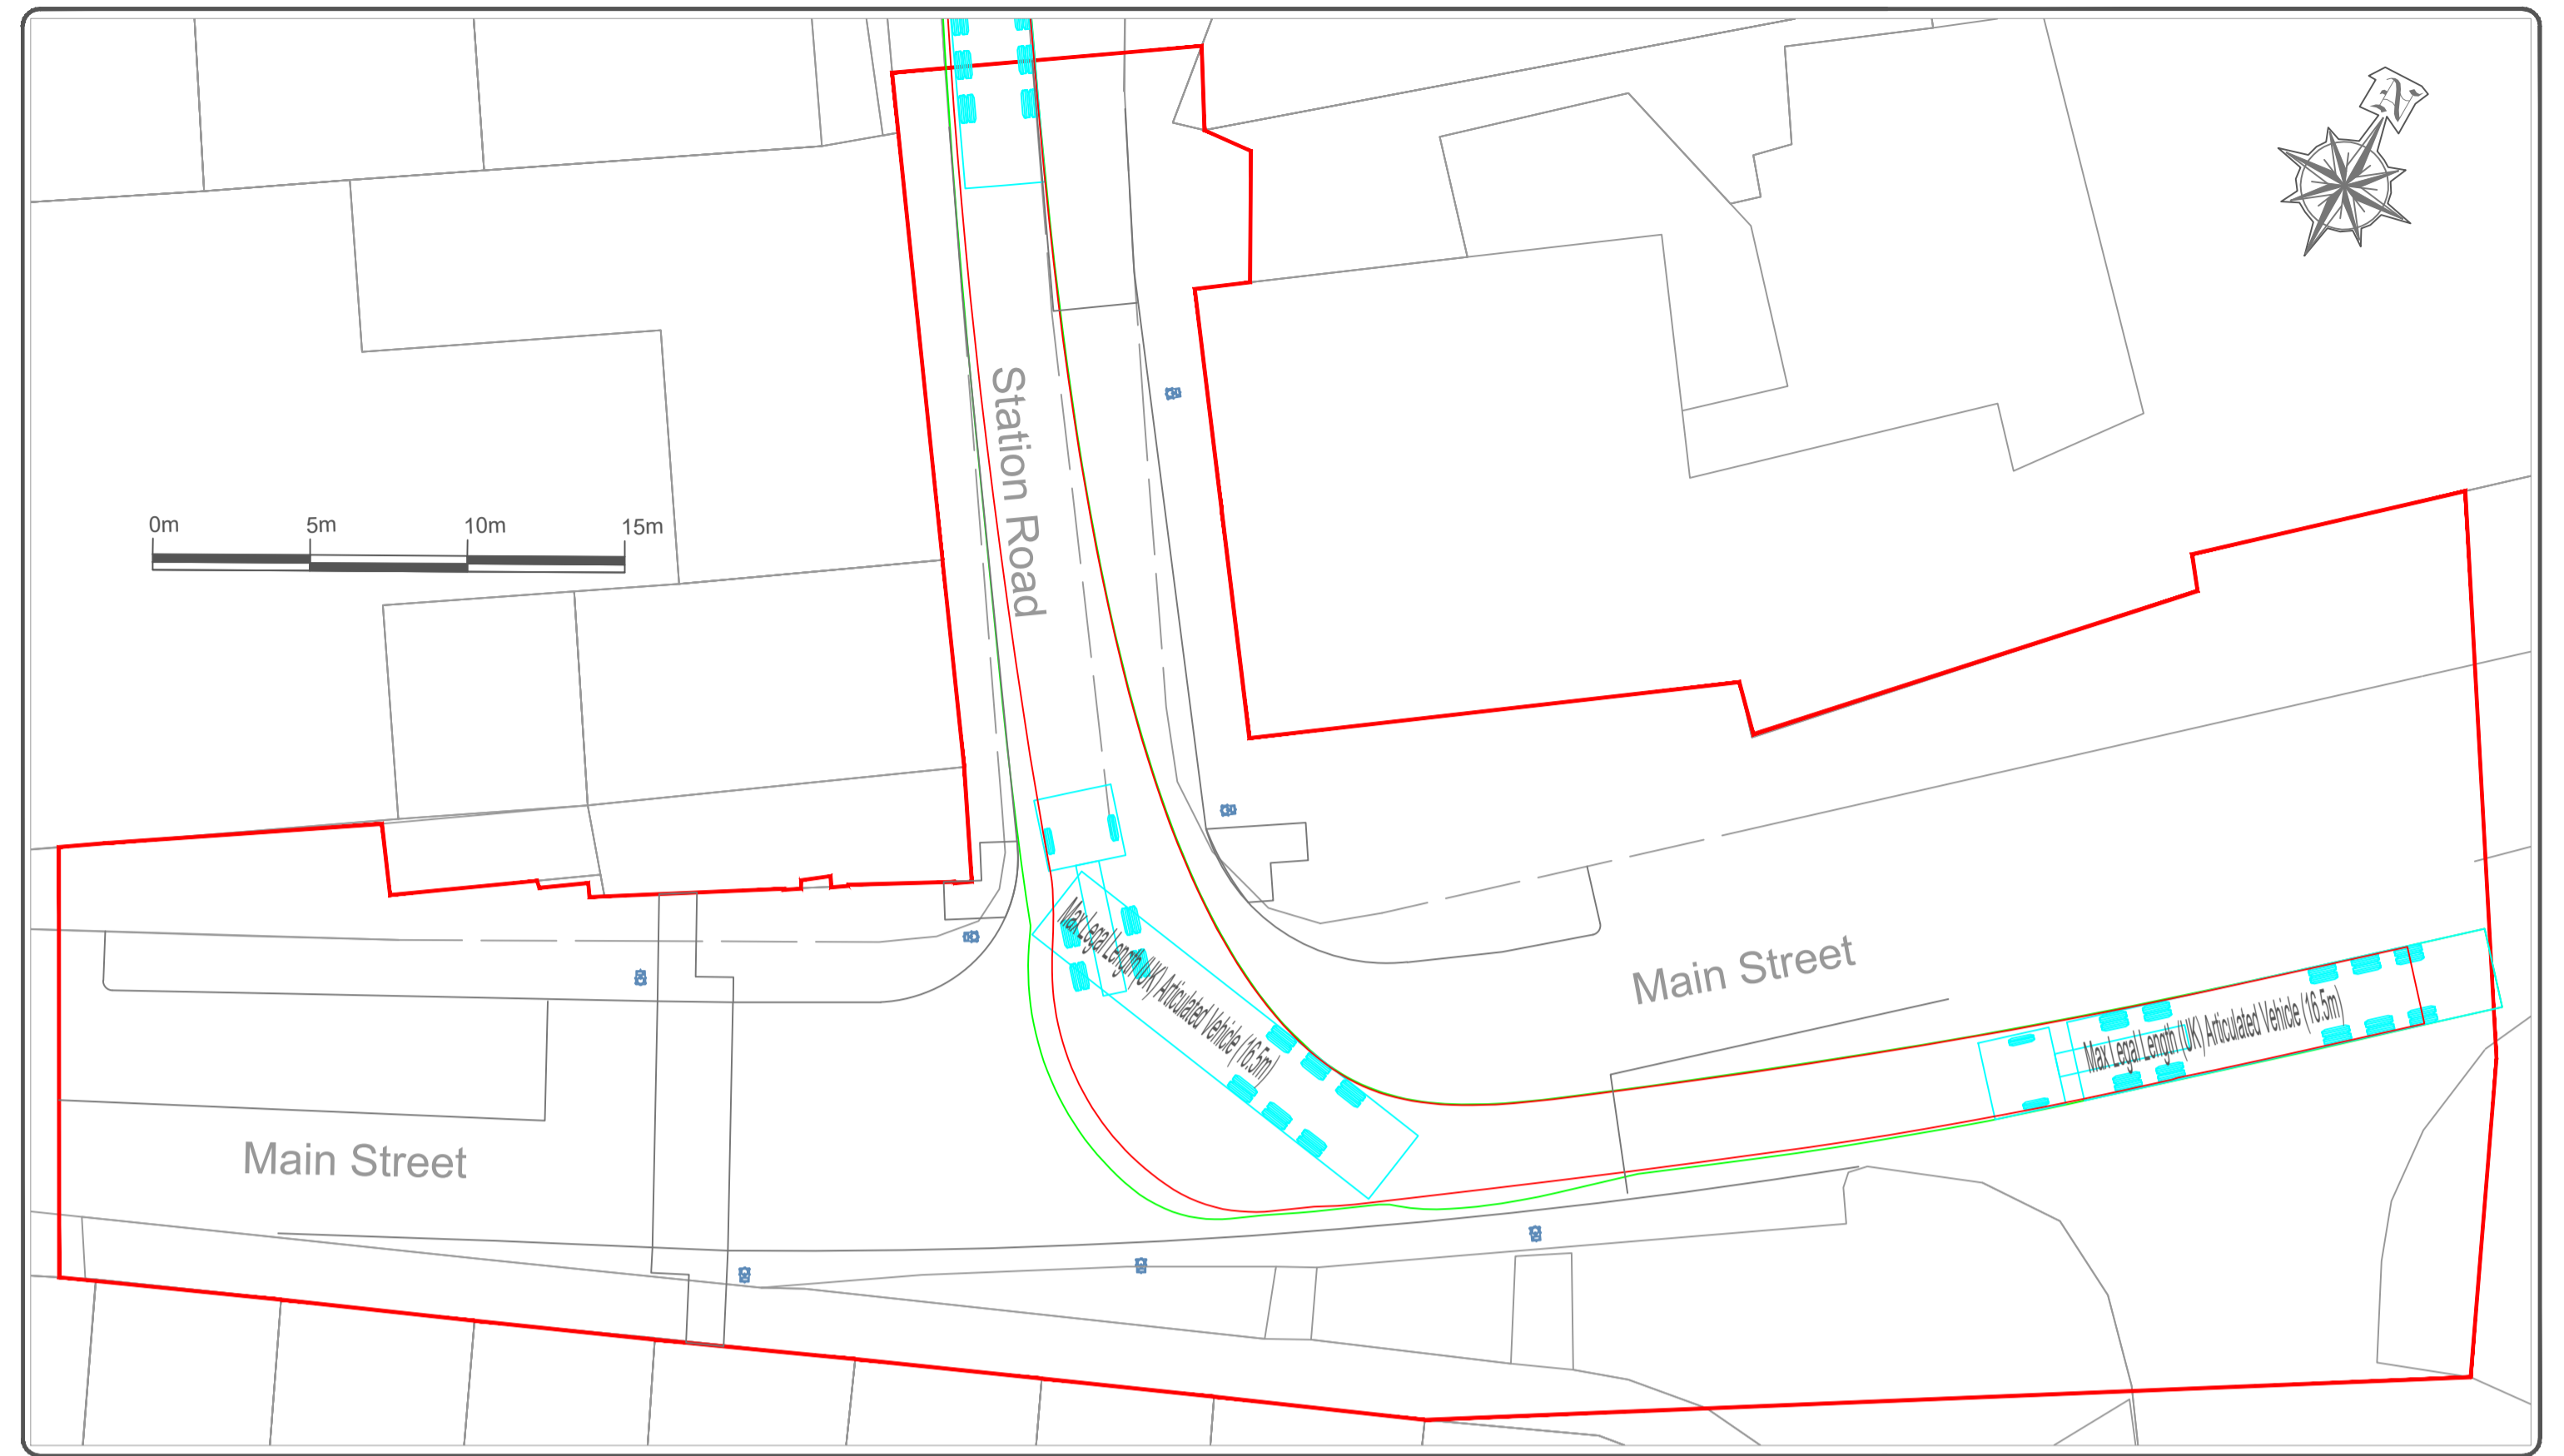 N
Station Road
0m 5m 10m 15m
Main Street
Max Legal Length (UK) Articulated Vehicle (16.5m)
Max Legal Length (UK) Articulated Vehicle (16.5m)
Main Street